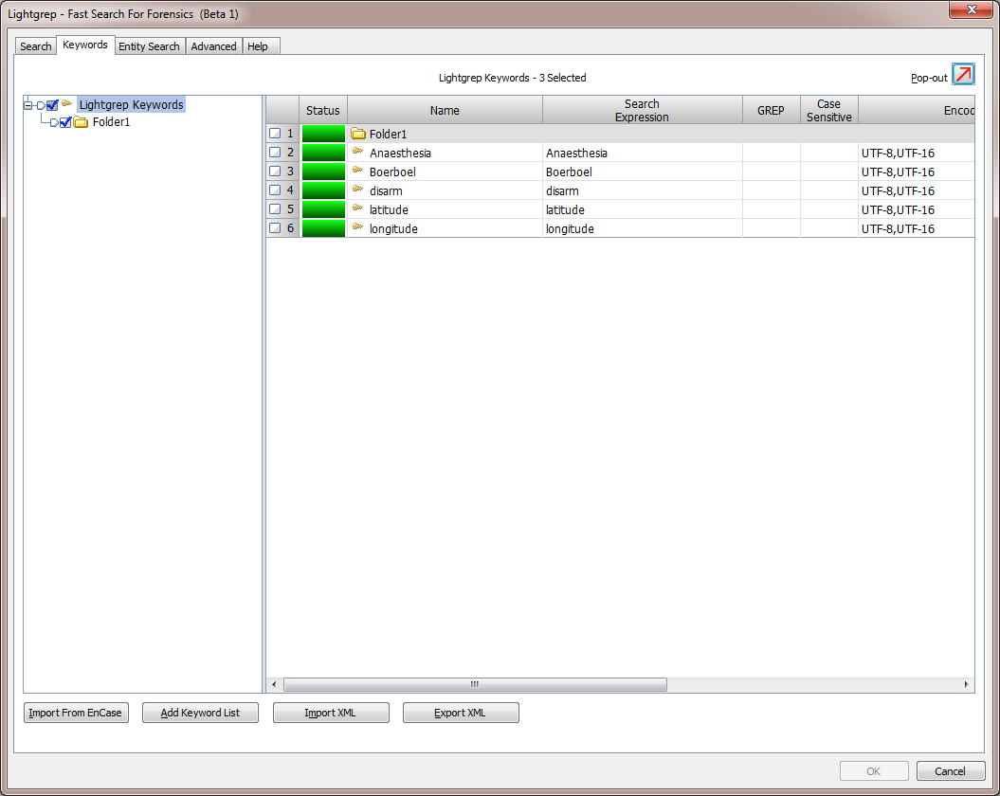 Lightgrep - Fast Search For Forensics (Beta 1)
Search Keywords Entity Search Advanced Help
Lightgrep Keywords - 3 Selected Pop-out
Lightgrep Keywords
Folder1
Status Name Search Expression GREP Case Sensitive Encod
1 Folder1
2 Anaesthesia Anaesthesia UTF-8,UTF-16
3 Boerboel Boerboel UTF-8,UTF-16
4 disarm disarm UTF-8,UTF-16
5 latitude latitude UTF-8,UTF-16
6 longitude longitude UTF-8,UTF-16
Import From EnCase Add Keyword List Import XML Export XML
OK Cancel